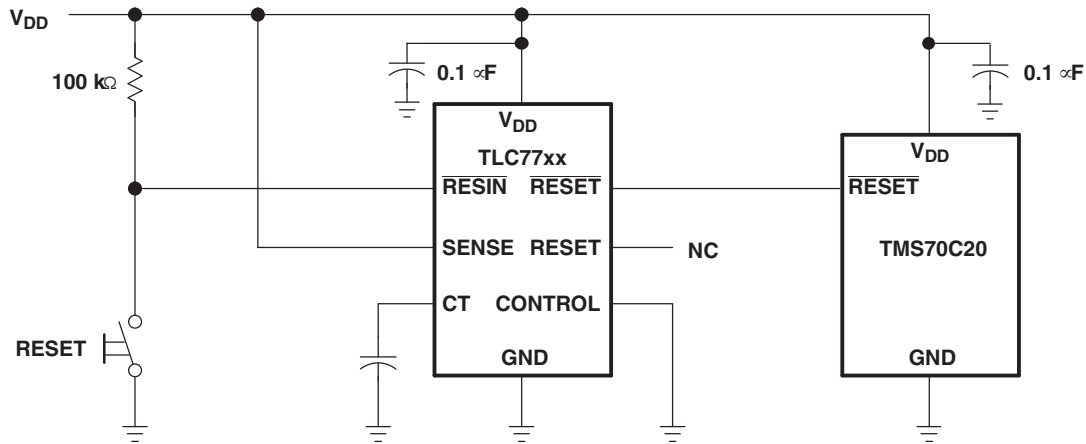 VDD
100 kΩ
0.1 ∝F
0.1 ∝F
VDD
TLC77xx
RESIN RESET
SENSE RESET
NC
CT CONTROL
GND
VDD
RESET
TMS70C20
GND
RESET